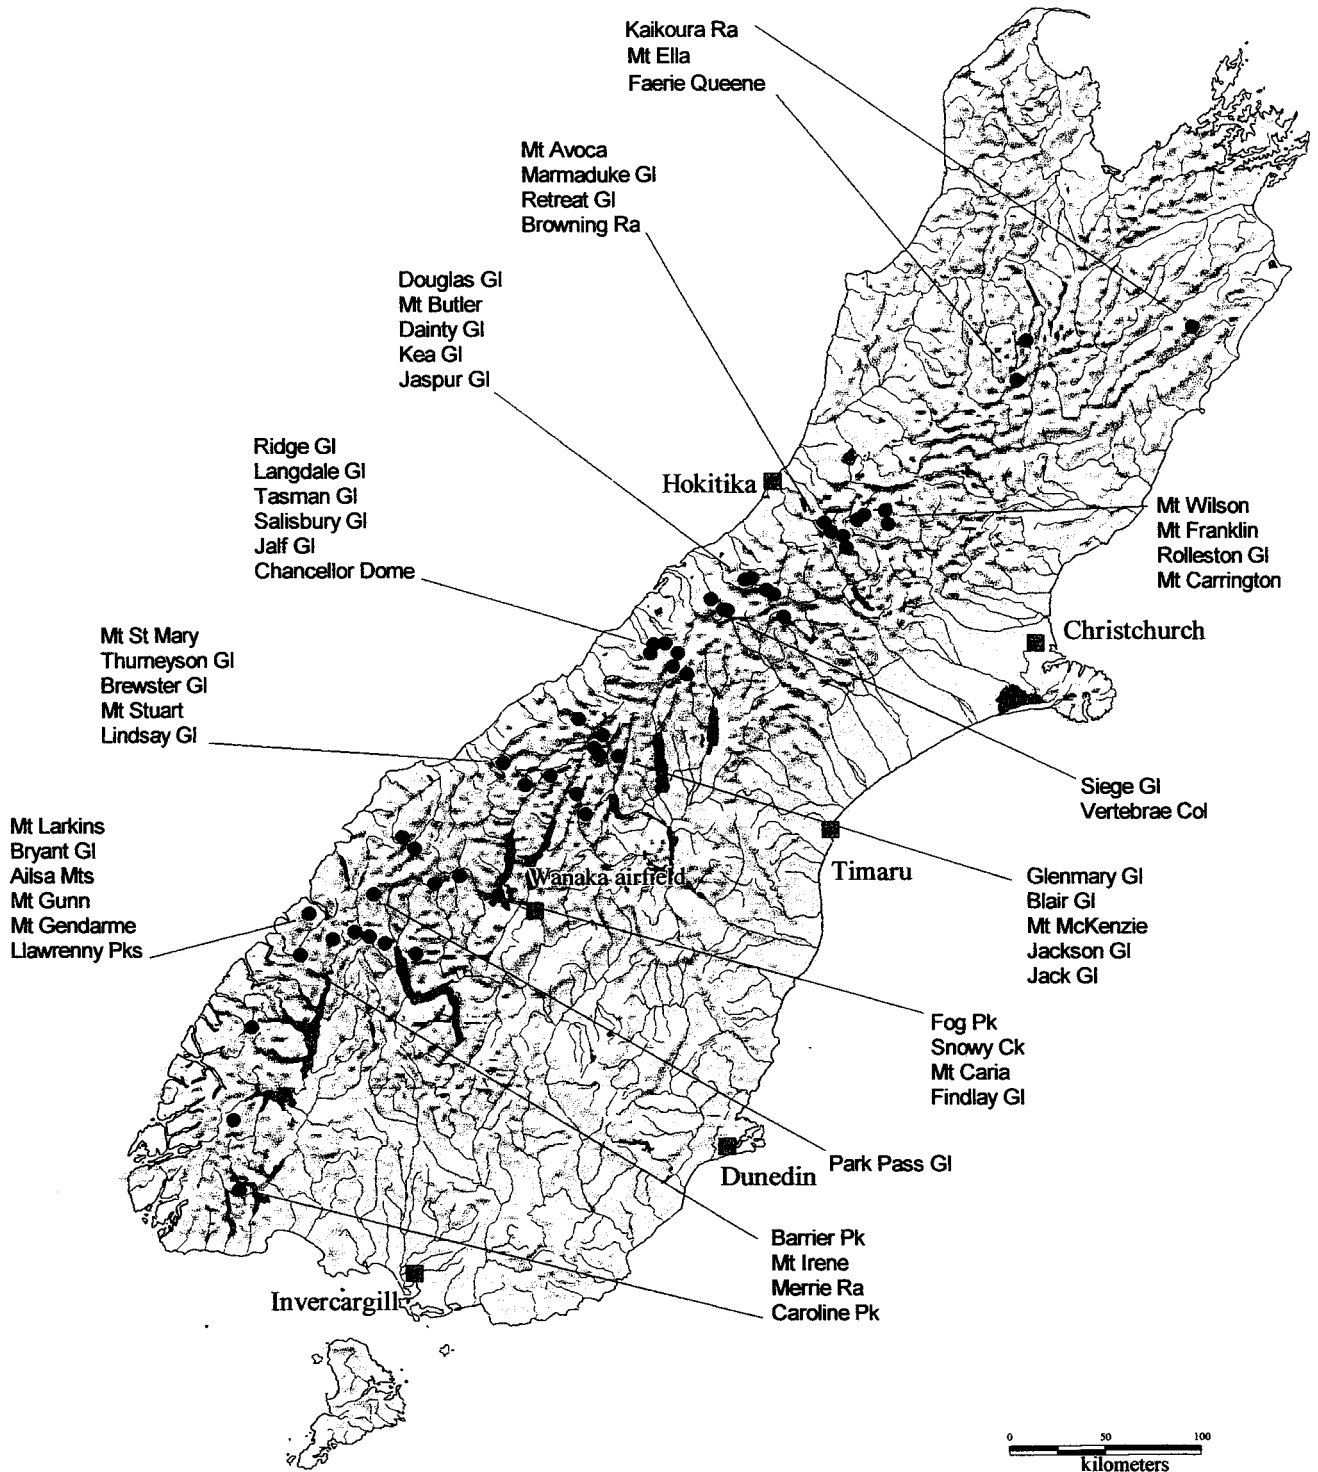 Kaikoura Ra
Mt Ella
Faerie Queene
Mt Avoca
Marmaduke Gl
Retreat Gl
Browning Ra
Douglas Gl
Mt Butler
Dainty Gl
Kea Gl
Jaspur Gl
Ridge Gl
Langdale Gl
Tasman Gl
Salisbury Gl
Jalf Gl
Chancellor Dome
Hokitika
Mt Wilson
Mt Franklin
Rolleston Gl
Mt Carrington
Christchurch
Mt St Mary
Thurneyson Gl
Brewster Gl
Mt Stuart
Lindsay Gl
Siege Gl
Vertebrae Col
Mt Larkins
Bryant Gl
Ailsa Mts
Mt Gunn
Mt Gendarme
Llawrenny Pks
Wanaka airfield
Timaru
Glenmary Gl
Blair Gl
Mt McKenzie
Jackson Gl
Jack Gl
Fog Pk
Snowy Ck
Mt Caria
Findlay Gl
Park Pass Gl
Dunedin
Barrier Pk
Mt Irene
Merrie Ra
Caroline Pk
Invercargill
0 50 100
kilometers